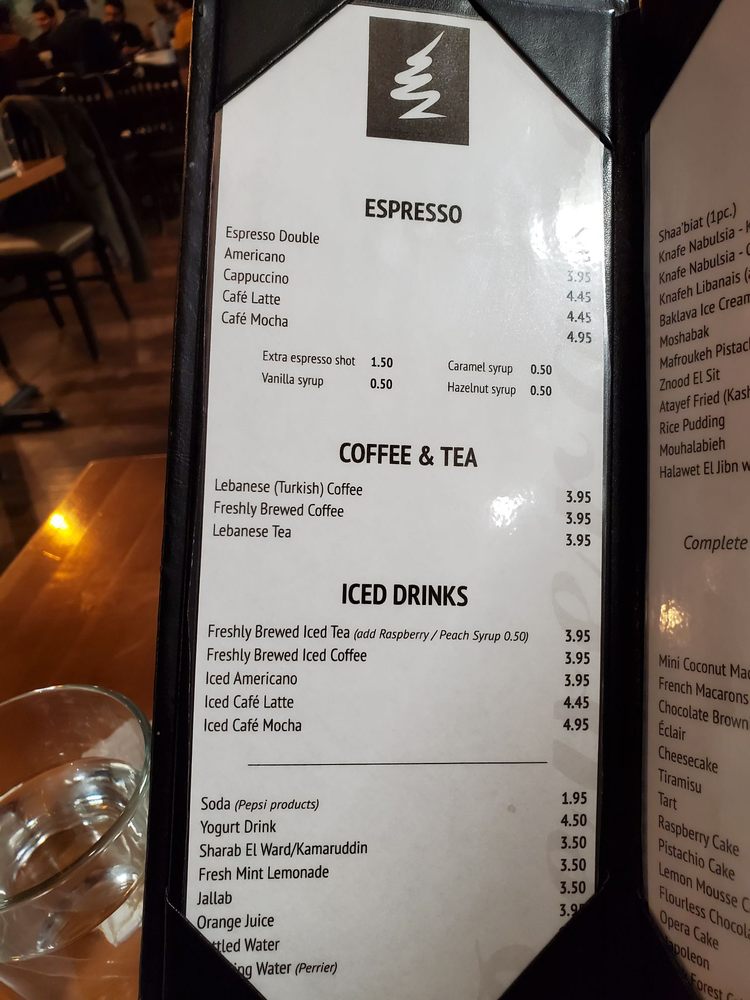 ESPRESSO
Espresso Double
Americano 3.95
Cappuccino 4.45
Café Latte 4.45
Café Mocha 4.95
Extra espresso shot 1.50 Caramel syrup 0.50
Vanilla syrup 0.50 Hazelnut syrup 0.50
COFFEE & TEA
Lebanese (Turkish) Coffee 3.95
Freshly Brewed Coffee 3.95
Lebanese Tea 3.95
ICED DRINKS
Freshly Brewed Iced Tea (add Raspberry / Peach Syrup 0.50) 3.95
Freshly Brewed Iced Coffee 3.95
Iced Americano 3.95
Iced Café Latte 4.45
Iced Café Mocha 4.95
Soda (Pepsi products) 1.95
Yogurt Drink 4.50
Sharab El Ward/Kamaruddin 3.50
Fresh Mint Lemonade 3.50
Jallab 3.50
Orange Juice
Water
Water (Perrier)
Shaa'biat (1pc.)
Knafe Nabulsia -
Knafe Nabulsia -
Knafeh Libanais
Baklava Ice Cream
Moshabak
Mafroukeh
Znood El Sit
Atayef Fried
Rice Pudding
Mouhalabieh
Halawet El Jibn
Complete
Mini Coconut
French Macarons
Chocolate
Éclair
Cheesecake
Tiramisu
Tart
Raspberry Cake
Pistachio Cake
Lemon Mousse
Flourless
Opera Cake
Forest